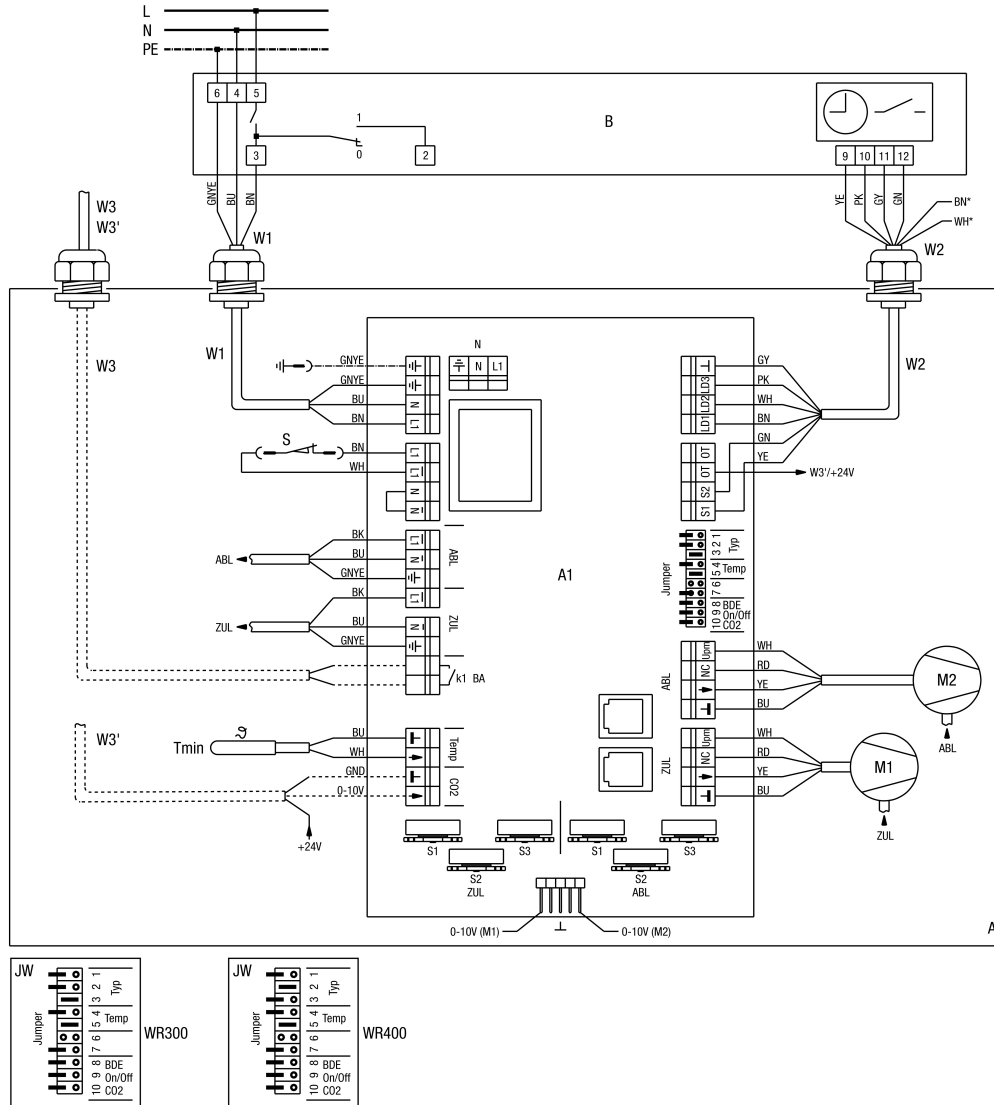 L
N
PE
6 4 5
B
1
0
3
2
9 10 11 12
GNYE
BU
BN
YE
PK
GY
GN
BN*
WH*
W3
W3'
W1
W2
W3
W1
W2
N
N L1
GNYE
GNYE
BU N
BN L1
S
BN L1
WH L1
N
N
GY
LD3 PK
LD2 WH
LD1 BN
OT GN
OT YE
S2
S1
W3'/+24V
ABL
BK L1
BU N
GNYE
ABL
ZUL
BK L1
BU N
GNYE
ZUL
k1 BA
A1
Jumper
1
2
3
Typ
4
5
Temp
6
7
8 BDE
9 On/Off
10 CO2
ABL
Upm WH
NC RD
YE
BU
M2
ABL
ZUL
Upm WH
NC RD
YE
BU
M1
ZUL
W3'
Tmin
ϑ
BU
WH
Temp
GND
0-10V
CO2
+24V
S1 S3 S1 S3
S2 S2
ZUL ABL
0-10V (M1) 0-10V (M2)
A
JW
Jumper
1
2
3
Typ
4
5
Temp
6
7
8 BDE
9 On/Off
10 CO2
WR300
JW
Jumper
1
2
3
Typ
4
5
Temp
6
7
8 BDE
9 On/Off
10 CO2
WR400